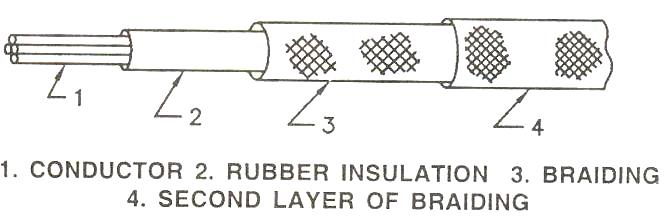 1
2
3
4
1. CONDUCTOR 2. RUBBER INSULATION 3. BRAIDING
4. SECOND LAYER OF BRAIDING